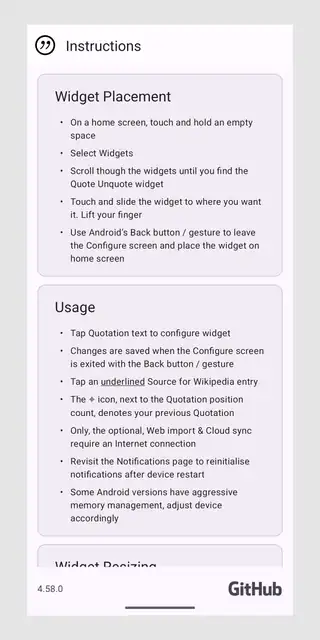 Instructions
Widget Placement
• On a home screen, touch and hold an empty
space
• Select Widgets
• Scroll though the widgets until you find the
Quote Unquote widget
• Touch and slide the widget to where you want
it. Lift your finger
• Use Android's Back button / gesture to leave
the Configure screen and place the widget on
home screen
Usage
• Tap Quotation text to configure widget
• Changes are saved when the Configure screen
is exited with the Back button / gesture
• Tap an underlined Source for Wikipedia entry
• The ✧ icon, next to the Quotation position
count, denotes your previous Quotation
• Only, the optional, Web import & Cloud sync
require an Internet connection
• Revisit the Notifications page to reinitialise
notifications after device restart
• Some Android versions have aggressive
memory management, adjust device
accordingly
Widget Resizing
4.58.0
GitHub